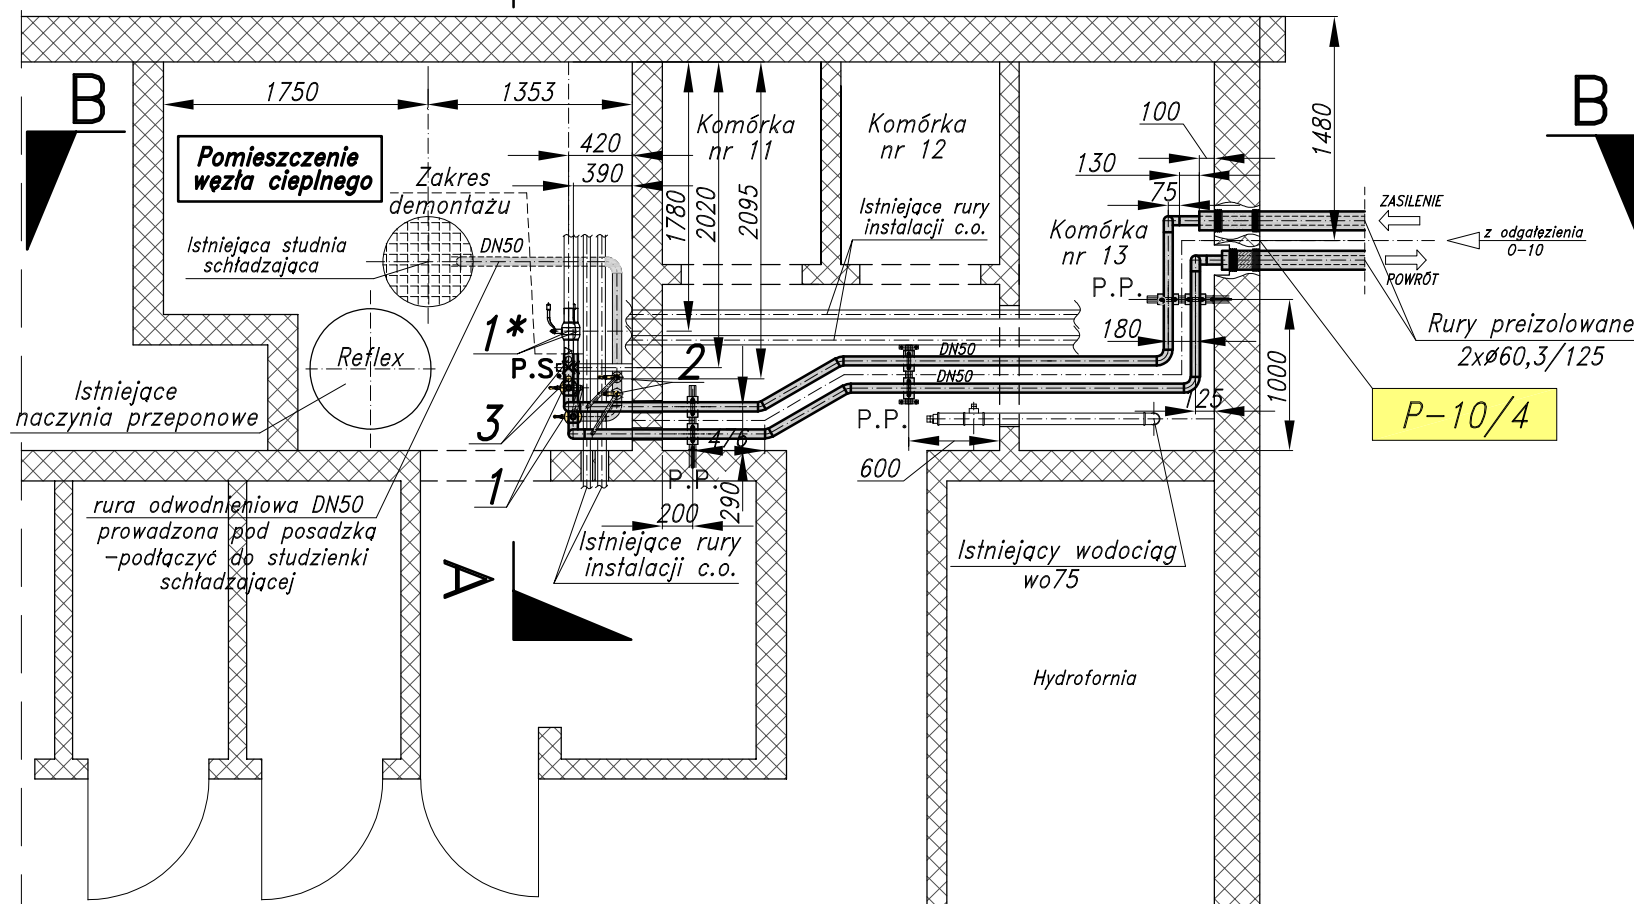 B
1750
1353
Pomieszczenie
węzła cieplnego
420
390
Zakres
demontażu
Istniejąca studnia
schładzająca
DN50
1780
2020
2095
Komórka
nr 11
Komórka
nr 12
Istniejące rury
instalacji c.o.
100
130
75
Komórka
nr 13
P.P.
1480
B
ZASILENIE
z odgałęzienia
0-10
POWRÓT
Rury preizolowane
2xø60,3/125
P-10/4
180
125
1000
1*
P.S.
2
3
1
Reflex
Istniejące
naczynia przeponowe
DN50
DN50
P.P.
600
P.P.
200
290
rura odwodnieniowa DN50
prowadzona pod posadzką
-podłączyć do studzienki
schładzającej
A
Istniejące rury
instalacji c.o.
Istniejący wodociąg
wo75
Hydrofornia